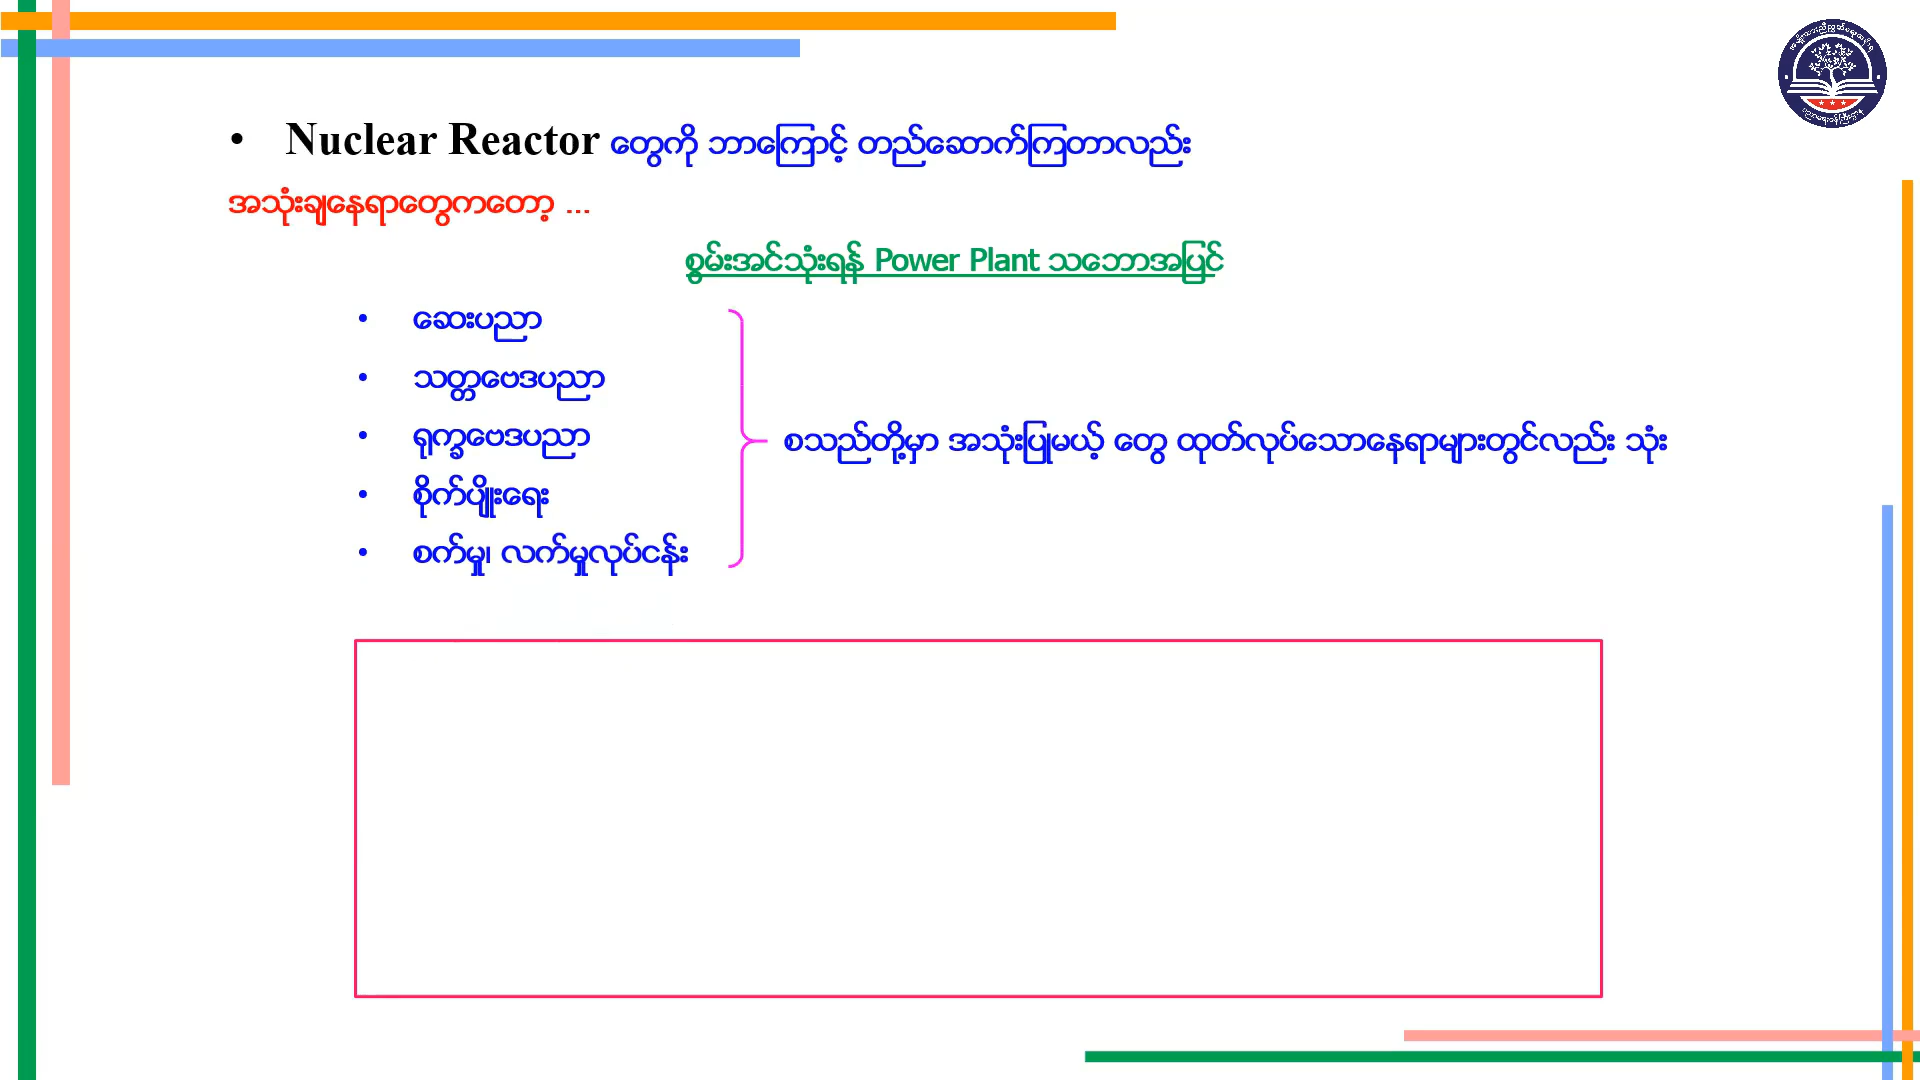 • Nuclear Reactor တွေကို ဘာကြောင့် တည်ဆောက်ကြတာလည်း
အသုံးချနေရာတွေကတော့ ...
စွမ်းအင်သုံးရန် Power Plant သဘောအပြင်
• ဆေးပညာ
• သတ္တဗေဒပညာ
• ရုက္ခဗေဒပညာ
• စိုက်ပျိုးရေး
• စက်မှု၊ လက်မှုလုပ်ငန်း
စသည်တို့မှာ အသုံးပြုမယ့် တွေ ထုတ်လုပ်သောနေရာများတွင်လည်း သုံး